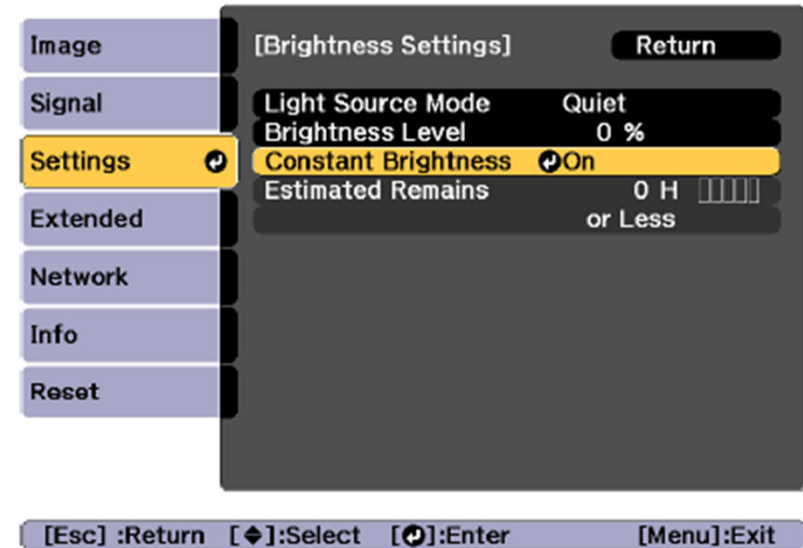 Image
Signal
Settings
Extended
Network
Info
Reset
[Brightness Settings] Return
Light Source Mode Quiet
Brightness Level 0 %
Constant Brightness On
Estimated Remains 0 H
or Less
[Esc] :Return [ ]:Select [ ]:Enter [Menu]:Exit